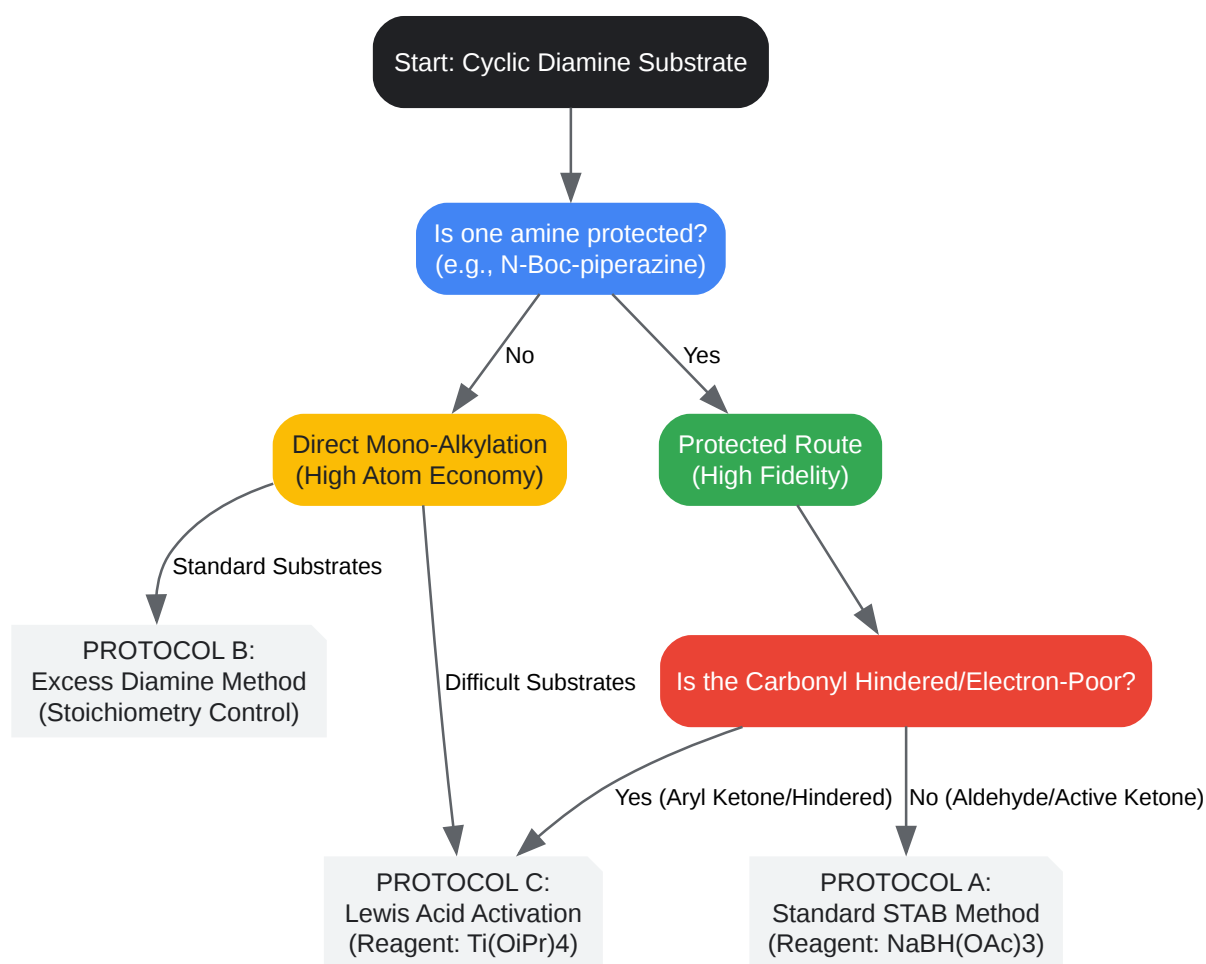 Start: Cyclic Diamine Substrate
Is one amine protected?
(e.g., N-Boc-piperazine)
No
Yes
Direct Mono-Alkylation
(High Atom Economy)
Protected Route
(High Fidelity)
Standard Substrates
PROTOCOL B:
Excess Diamine Method
(Stoichiometry Control)
Difficult Substrates
Is the Carbonyl Hindered/Electron-Poor?
Yes (Aryl Ketone/Hindered)
No (Aldehyde/Active Ketone)
PROTOCOL C:
Lewis Acid Activation
(Reagent: Ti(OiPr)4)
PROTOCOL A:
Standard STAB Method
(Reagent: NaBH(OAc)3)